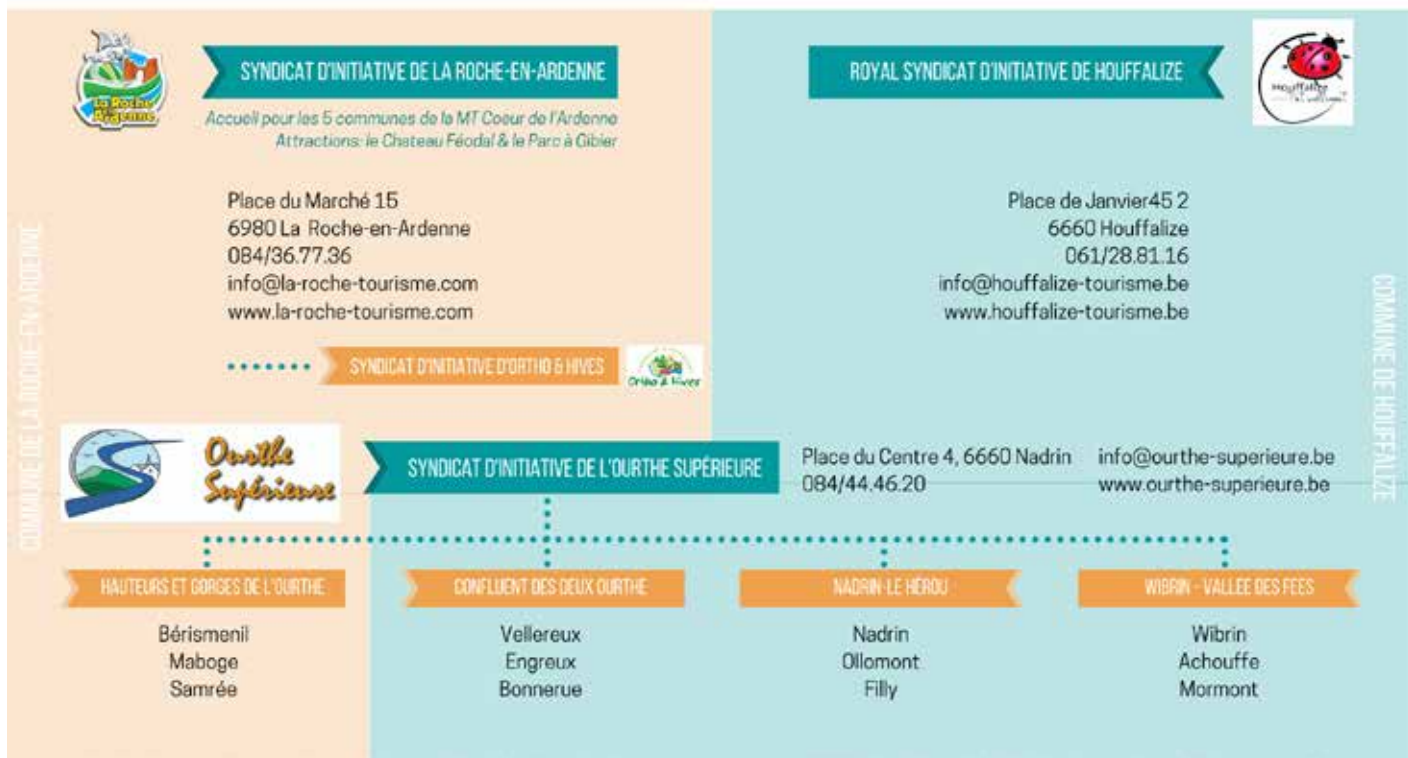 La Roche
en
Ardenne
SYNDICAT D'INITIATIVE DE LA ROCHE-EN-ARDENNE
Accueil pour les 5 communes de la MT Coeur de l'Ardenne
Attractions: le Chateau Féodal & le Parc à Gibier
Place du Marché 15
6980 La Roche-en-Ardenne
084/36.77.36
info@la-roche-tourisme.com
www.la-roche-tourisme.com
SYNDICAT D'INITIATIVE D'ORTHO & HIVES
Ortho & Hives
COMMUNE DE LA ROCHE-EN-ARDENNE
ROYAL SYNDICAT D'INITIATIVE DE HOUFFALIZE
Houffalize
Place de Janvier45 2
6660 Houffalize
061/28.81.16
info@houffalize-tourisme.be
www.houffalize-tourisme.be
COMMUNE DE HOUFFALIZE
Ourthe
Supérieure
SYNDICAT D'INITIATIVE DE L'OURTHE SUPÉRIEURE
Place du Centre 4, 6660 Nadrin
084/44.46.20
info@ourthe-superieure.be
www.ourthe-superieure.be
HAUTEURS ET GORGES DE L'OURTHE
Bérismenil
Maboge
Samrée
CONFLUENT DES DEUX OURTHE
Vellereux
Engreux
Bonnerue
NADRIN-LE HÉROU
Nadrin
Ollomont
Filly
WIBRIN - VALLEE DES FEES
Wibrin
Achouffe
Mormont